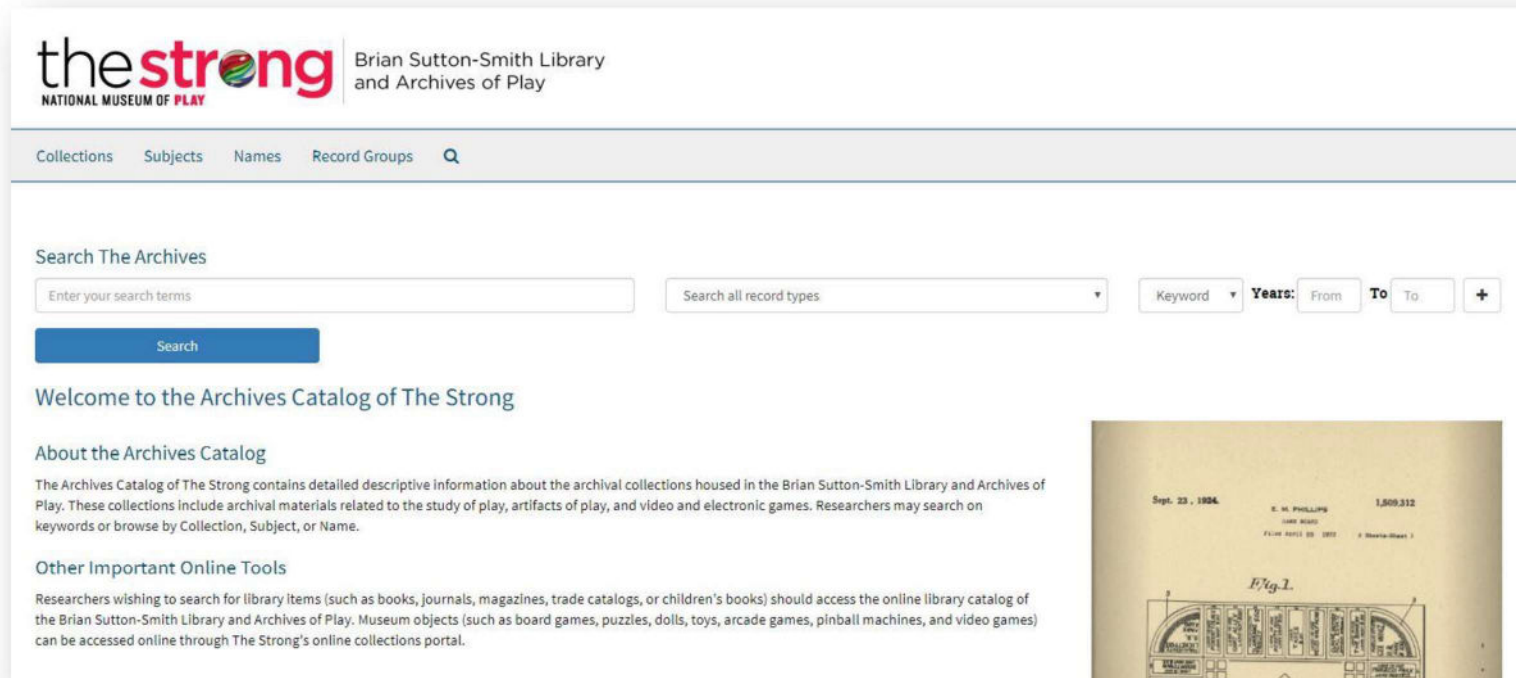 the strong
NATIONAL MUSEUM OF PLAY
Brian Sutton-Smith Library
and Archives of Play
Collections Subjects Names Record Groups
Search The Archives
Enter your search terms
Search all record types
Keyword
Years: From To To +
Search
Welcome to the Archives Catalog of The Strong
About the Archives Catalog
The Archives Catalog of The Strong contains detailed descriptive information about the archival collections housed in the Brian Sutton-Smith Library and Archives of
Play. These collections include archival materials related to the study of play, artifacts of play, and video and electronic games. Researchers may search on
keywords or browse by Collection, Subject, or Name.
Other Important Online Tools
Researchers wishing to search for library items (such as books, journals, magazines, trade catalogs, or children's books) should access the online library catalog of
the Brian Sutton-Smith Library and Archives of Play. Museum objects (such as board games, puzzles, dolls, toys, arcade games, pinball machines, and video games)
can be accessed online through The Strong's online collections portal.
Sept. 23, 1924.
1,509,312
E. M. PHILLIPS
GAME BOARD
Filed April 23
Fig.1.